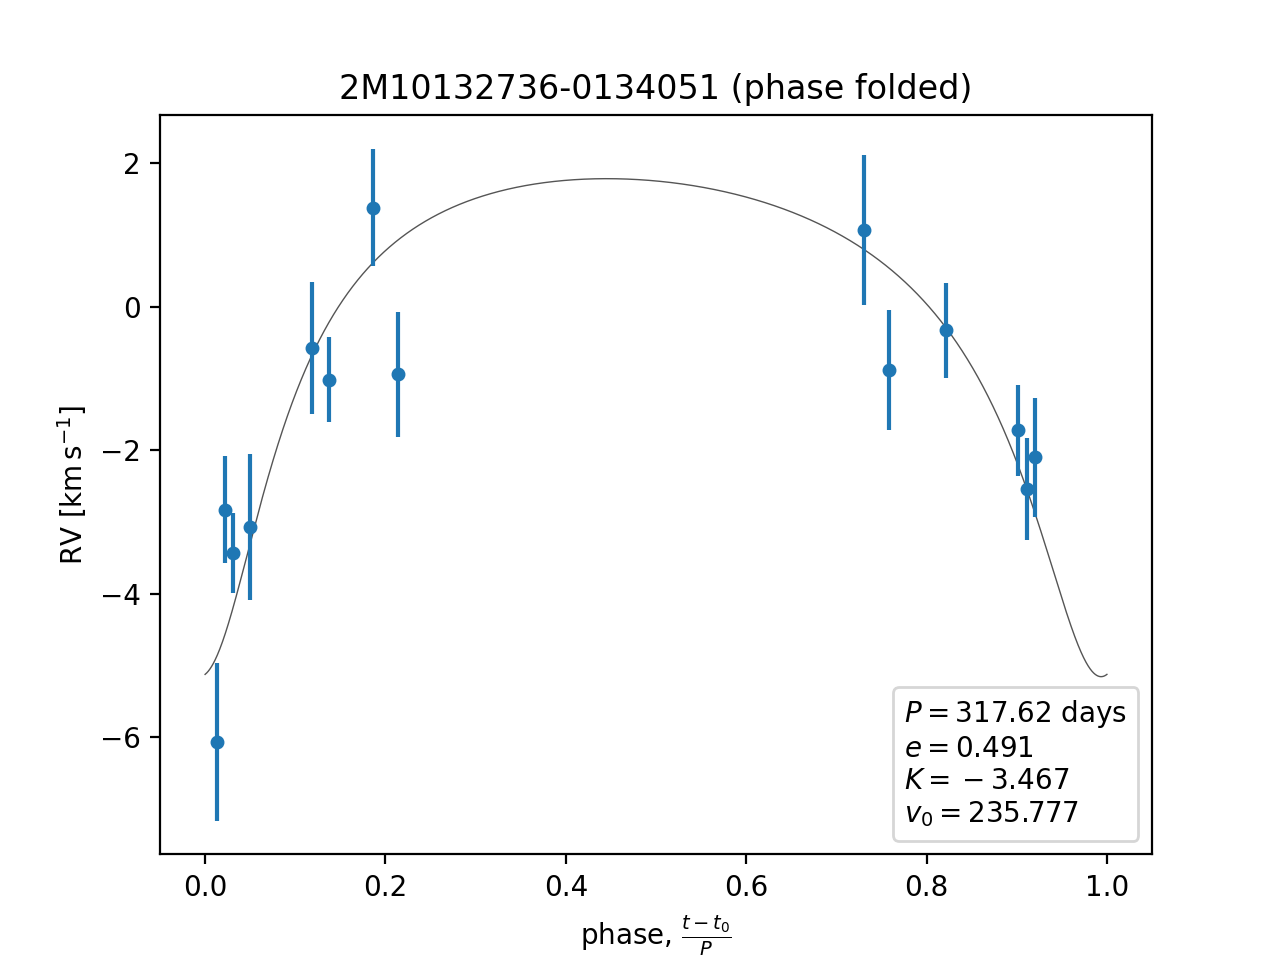 2M10132736-0134051 (phase folded)
RV [km s⁻¹]
2
0
−2
−4
−6
P = 317.62 days
e = 0.491
K = −3.467
v₀ = 235.777
0.0 0.2 0.4 0.6 0.8 1.0
phase, (t − t₀)/P